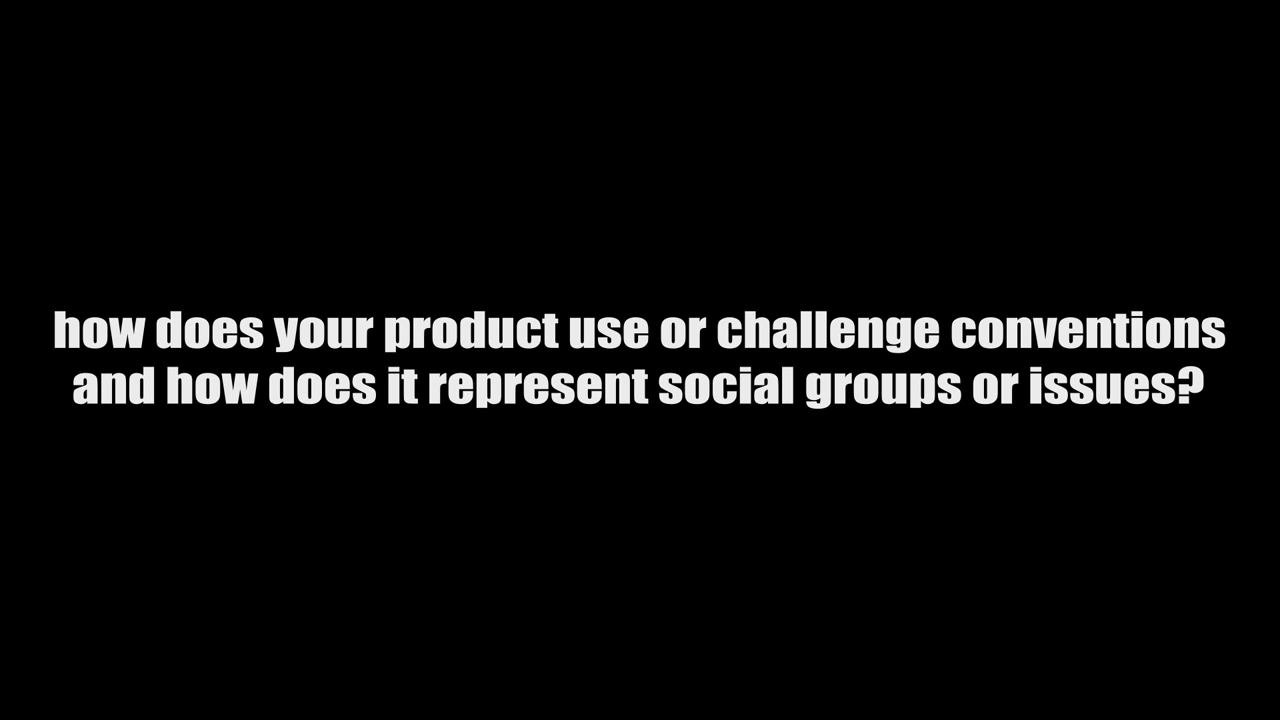 how does your product use or challenge conventions
and how does it represent social groups or issues?